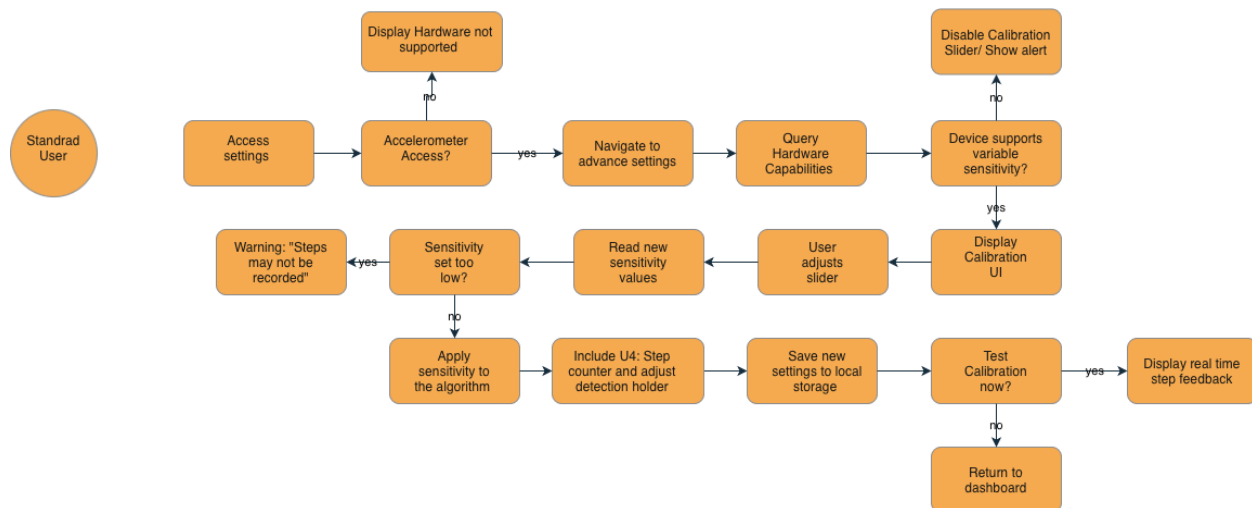 Display Hardware not
supported
no
Disable Calibration
Slider/ Show alert
no
Standrad
User
Access
settings
Accelerometer
Access?
yes
Navigate to
advance settings
Query
Hardware
Capabilities
Device supports
variable
sensitivity?
yes
Warning: "Steps
may not be
recorded"
yes
Sensitivity
set too
low?
no
Read new
sensitivity
values
User
adjusts
slider
Display
Calibration
UI
Apply
sensitivity to
the algorithm
Include U4: Step
counter and adjust
detection holder
Save new
settings to local
storage
Test
Calibration
now?
yes
Display real time
step feedback
no
Return to
dashboard